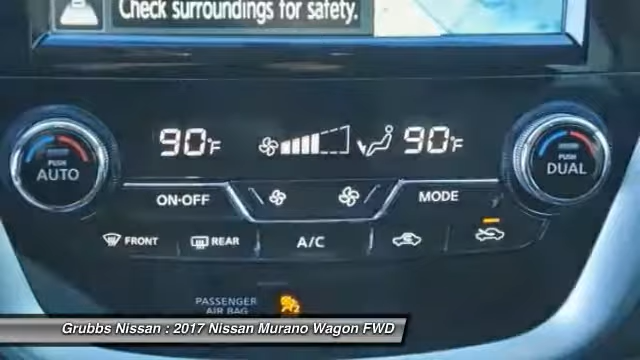 Check surroundings for safety.
90°F 90°F
PUSH AUTO
PUSH DUAL
ON·OFF MODE
FRONT REAR A/C
PASSENGER
AIR BAG
Grubbs Nissan : 2017 Nissan Murano Wagon FWD